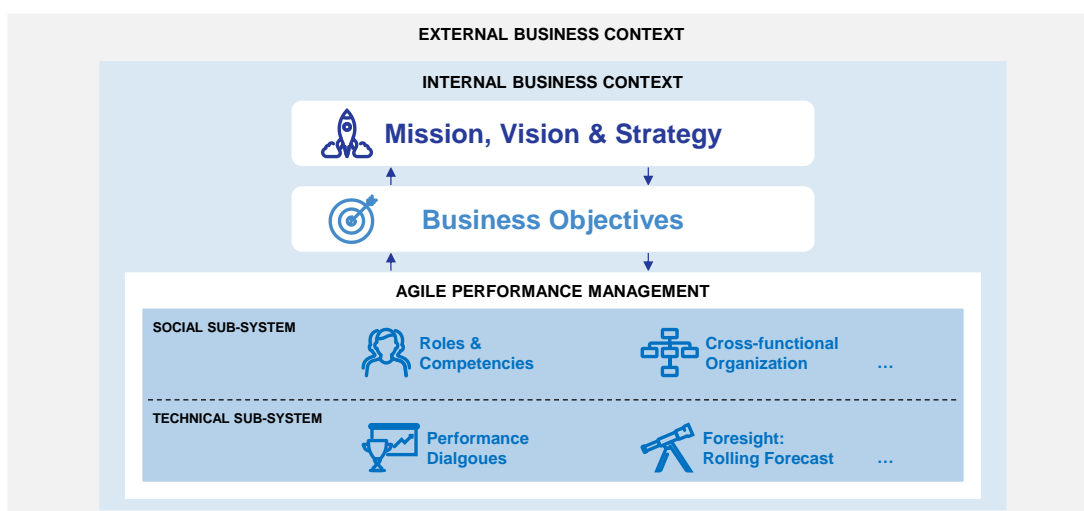 EXTERNAL BUSINESS CONTEXT
INTERNAL BUSINESS CONTEXT
Mission, Vision & Strategy
Business Objectives
AGILE PERFORMANCE MANAGEMENT
SOCIAL SUB-SYSTEM
Roles &
Competencies
Cross-functional
Organization
...
TECHNICAL SUB-SYSTEM
Performance
Dialgoues
Foresight:
Rolling Forecast
...